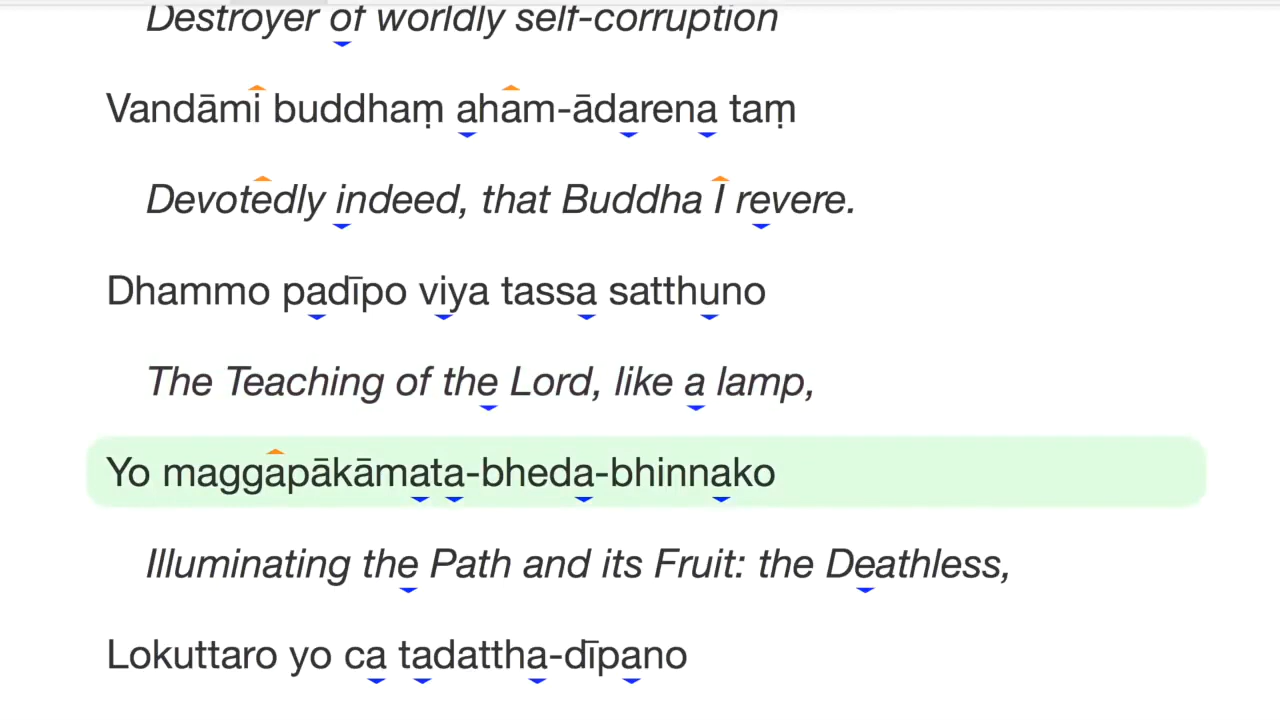 Destroyer of worldly self-corruption
Vandāmi buddhaṃ aham-ādarena taṃ
Devotedly indeed, that Buddha I revere.
Dhammo padīpo viya tassa satthuno
The Teaching of the Lord, like a lamp,
Yo maggapākāmata-bheda-bhinnako
Illuminating the Path and its Fruit: the Deathless,
Lokuttaro yo ca tadattha-dīpano